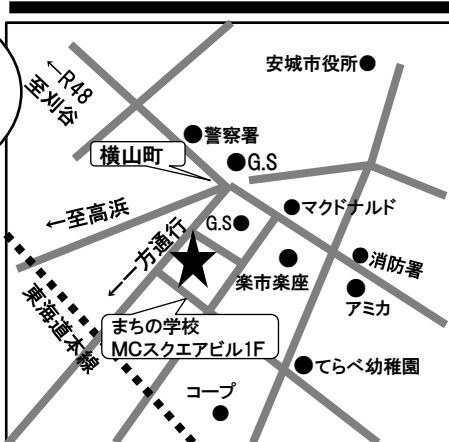 安城市役所
←R48
至刈谷
警察署
横山町
G.S
←至高浜
G.S
マクドナルド
←一方通行
消防署
楽市楽座
アミカ
東海道本線
まちの学校
MCスクエアビル1F
てらべ幼稚園
コープ